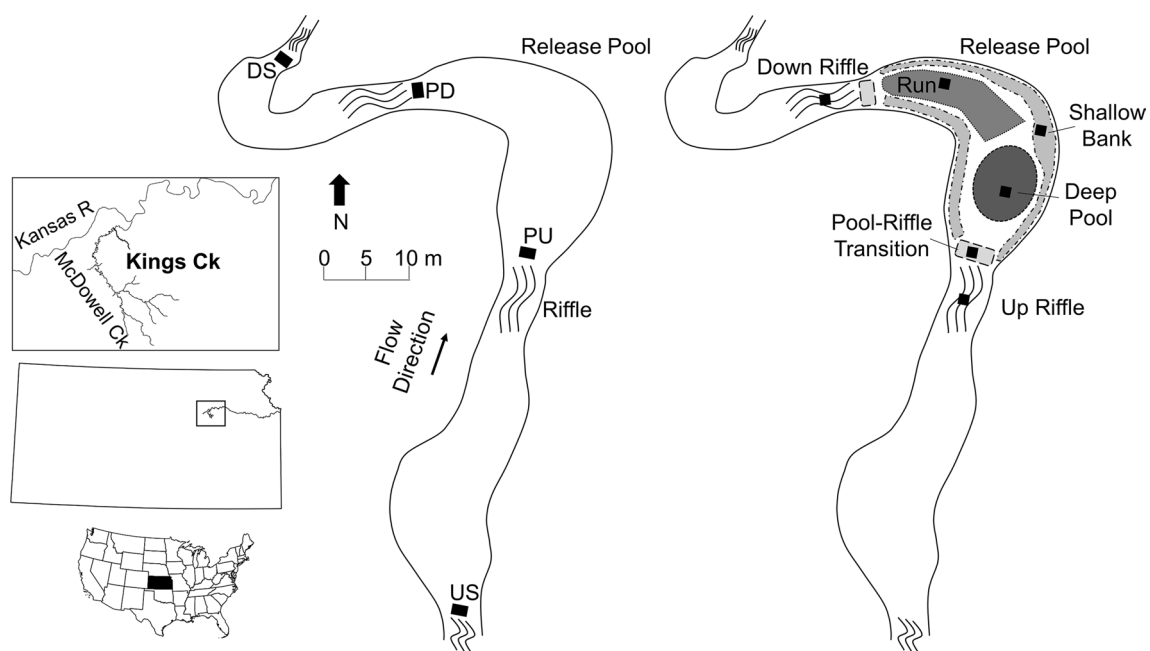 DS
PD
Release Pool
Kansas R
Kings Ck
McDowell Ck
N
0 5 10 m
PU
Riffle
Flow
Direction
US
Release Pool
Down Riffle
Run
Shallow
Bank
Deep
Pool
Pool-Riffle
Transition
Up Riffle